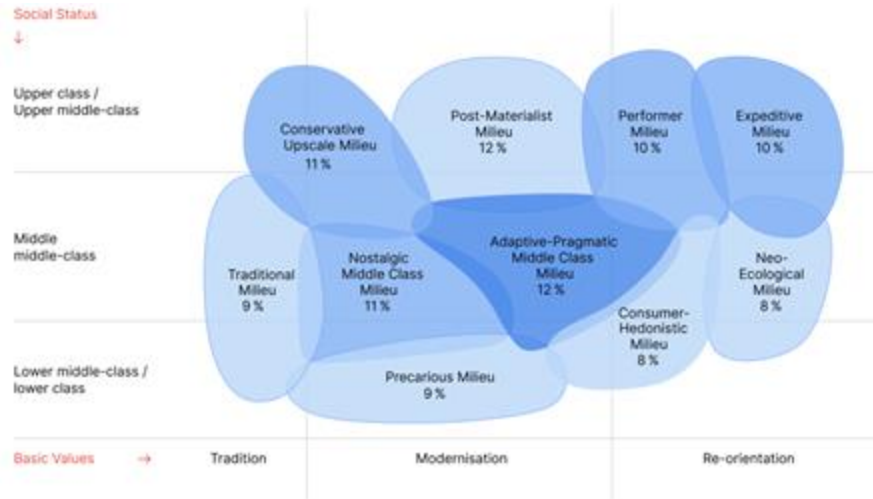 Social Status
↓
Upper class /
Upper middle-class
Conservative
Upscale Milieu
11 %
Post-Materialist
Milieu
12 %
Performer
Milieu
10 %
Expeditive
Milieu
10 %
Middle
middle-class
Traditional
Milieu
9 %
Nostalgic
Middle Class
Milieu
11 %
Adaptive-Pragmatic
Middle Class
Milieu
12 %
Consumer-
Hedonistic
Milieu
8 %
Neo-
Ecological
Milieu
8 %
Lower middle-class /
lower class
Precarious Milieu
9 %
Basic Values →
Tradition
Modernisation
Re-orientation